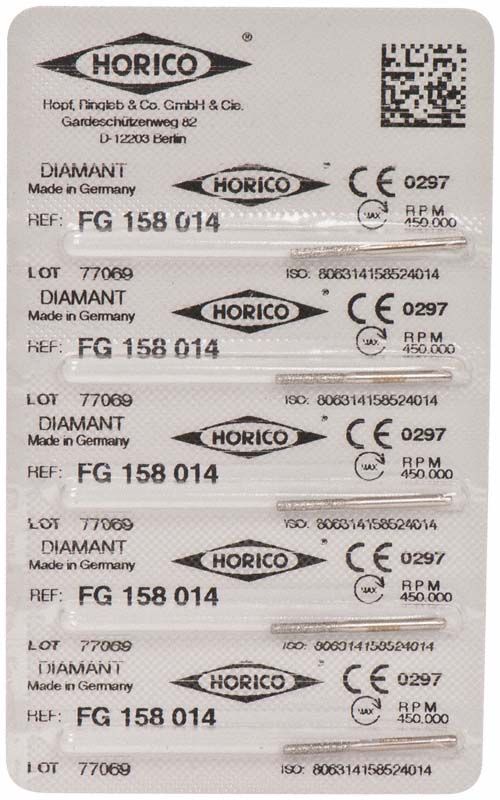 HORICO ®
Hopf, Ringleb & Co. GmbH & Cie.
Gardeschützenweg 82
D-12203 Berlin
DIAMANT HORICO ® CE 0297
Made in Germany
REF: FG 158 014 MAX RPM 450.000
LOT 77069 ISO: 806314158524014
DIAMANT HORICO ® CE 0297
Made in Germany
REF: FG 158 014 MAX RPM 450.000
LOT 77069 ISO: 806314158524014
DIAMANT HORICO ® CE 0297
Made in Germany
REF: FG 158 014 MAX RPM 450.000
LOT 77069 ISO: 806314158524014
DIAMANT HORICO ® CE 0297
Made in Germany
REF: FG 158 014 MAX RPM 450.000
LOT 77069 ISO: 806314158524014
DIAMANT HORICO ® CE 0297
Made in Germany
REF: FG 158 014 MAX RPM 450.000
LOT 77069 ISO: 806314158524014